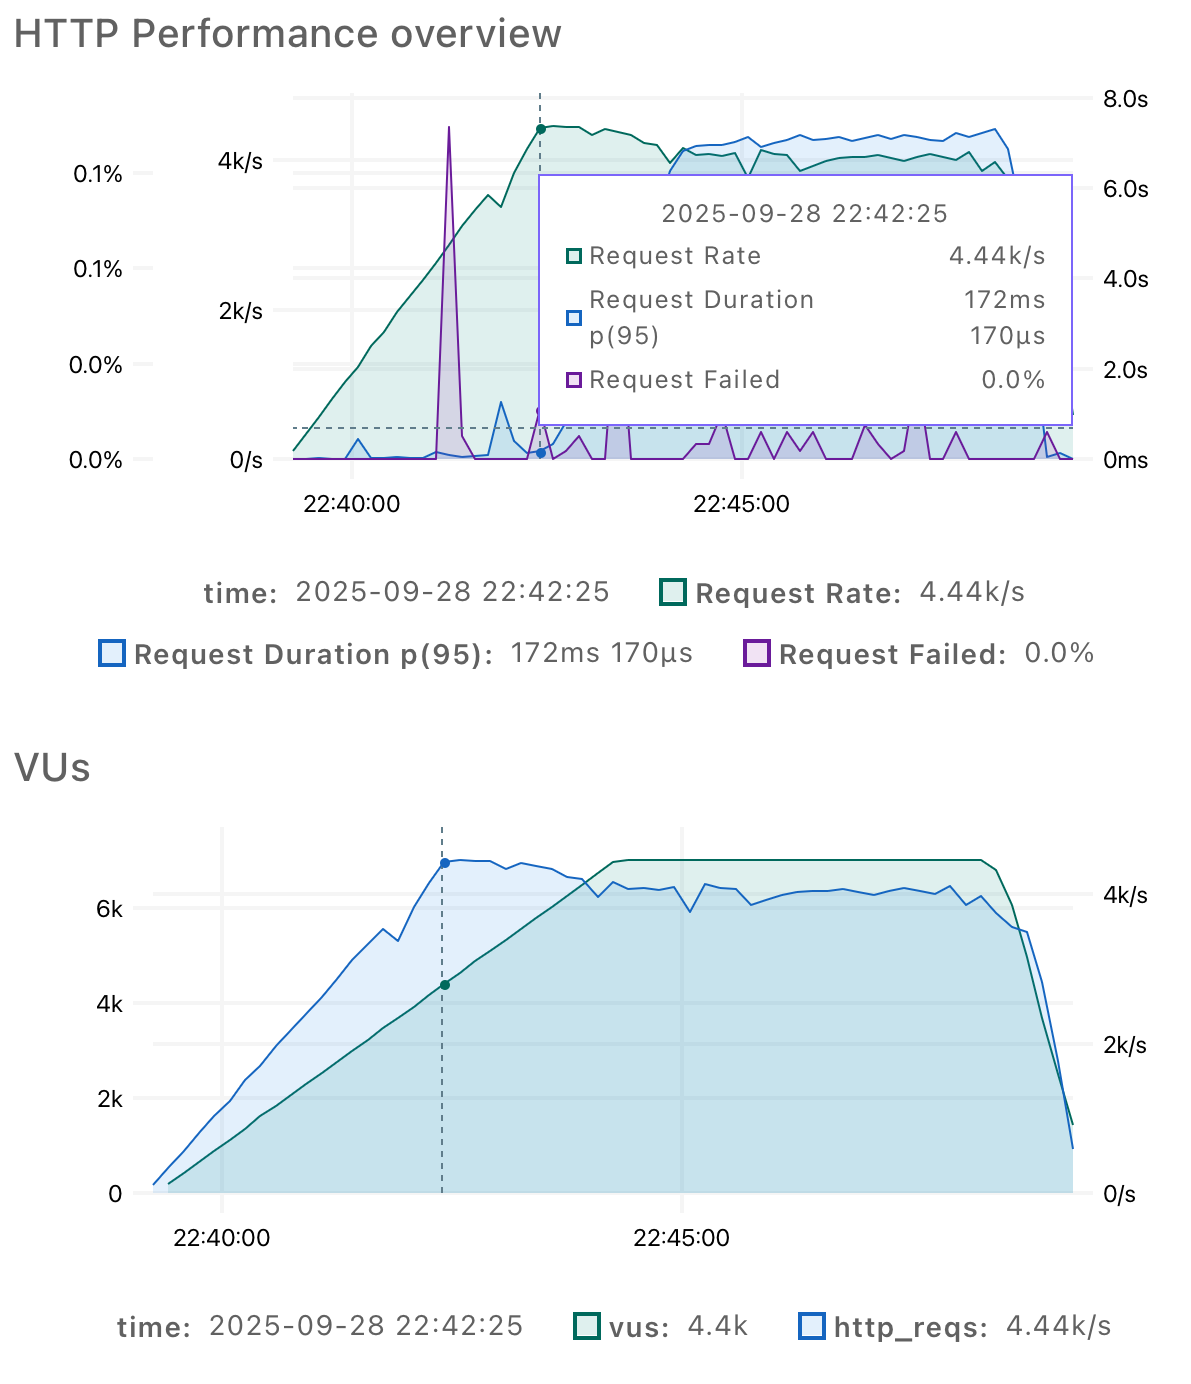 HTTP Performance overview
8.0s
4k/s
0.1%
6.0s
2025-09-28 22:42:25
Request Rate 4.44k/s
0.1%
4.0s
Request Duration 172ms
p(95) 170µs
2k/s
0.0%
2.0s
Request Failed 0.0%
0.0%
0/s
0ms
22:40:00 22:45:00
time: 2025-09-28 22:42:25 Request Rate: 4.44k/s
Request Duration p(95): 172ms 170µs Request Failed: 0.0%
VUs
4k/s
6k
4k
2k/s
2k
0
0/s
22:40:00 22:45:00
time: 2025-09-28 22:42:25 vus: 4.4k http_reqs: 4.44k/s